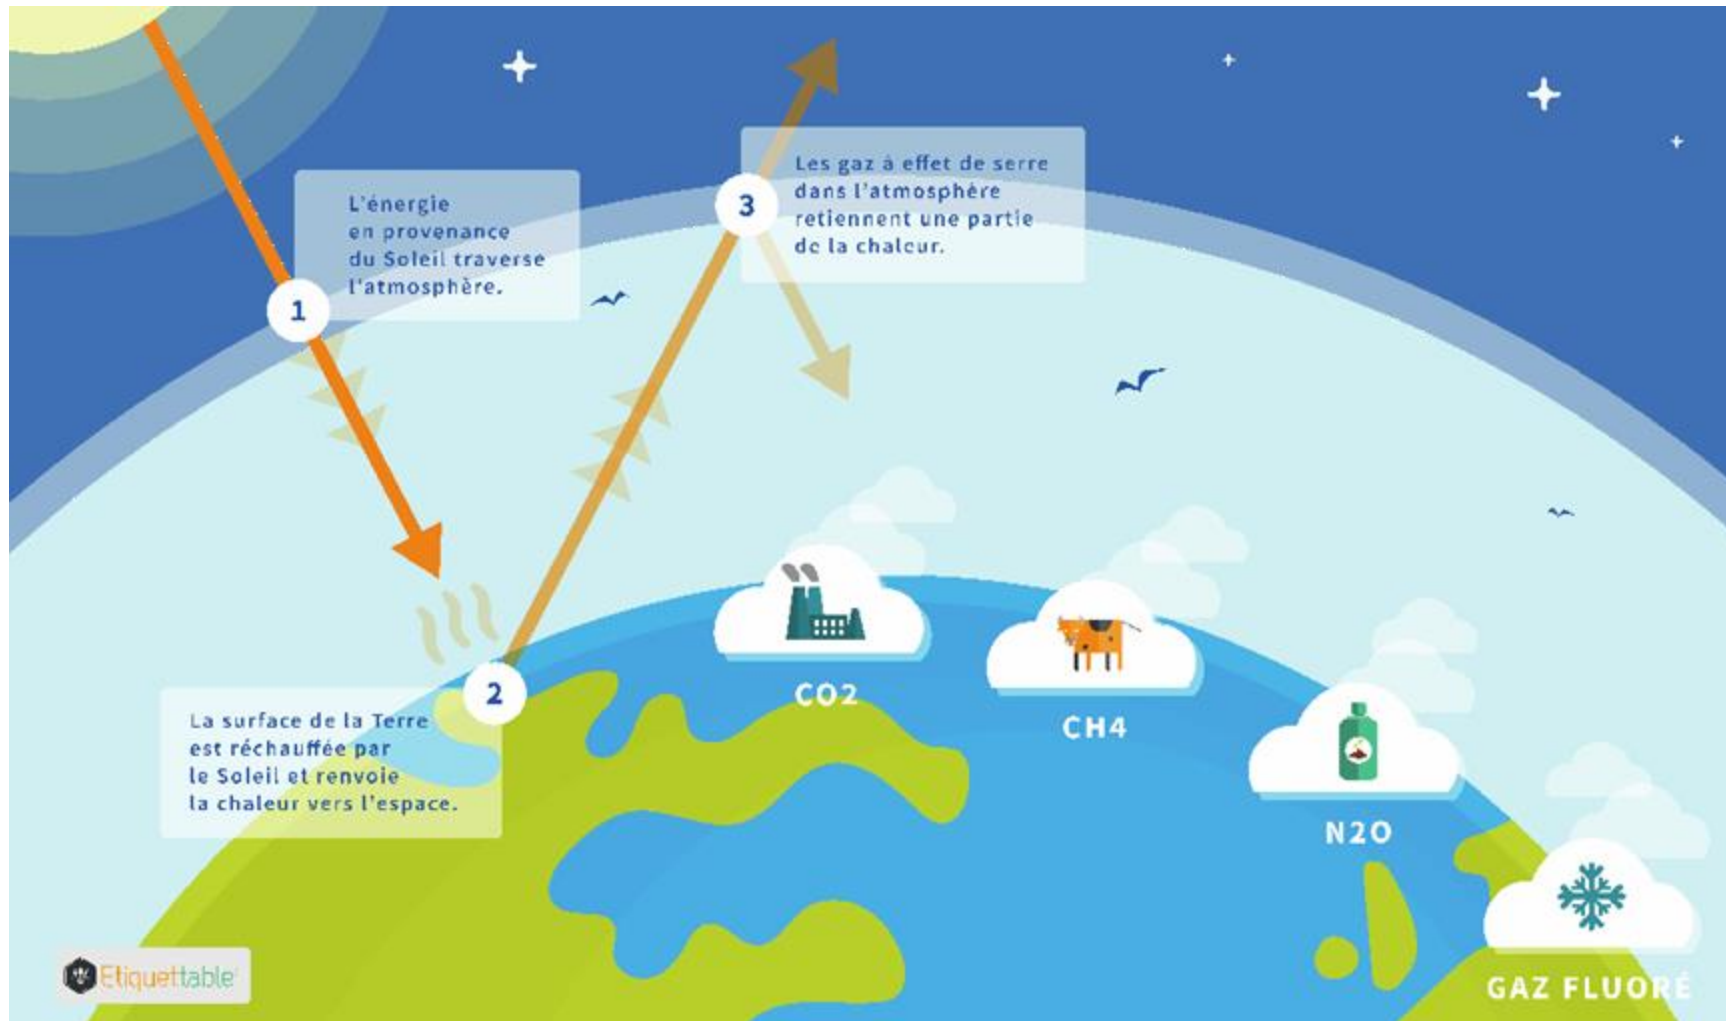 L'énergie
en provenance
du Soleil traverse
l'atmosphère.
1
3
Les gaz à effet de serre
dans l'atmosphère
retiennent une partie
de la chaleur.
2
La surface de la Terre
est réchauffée par
le Soleil et renvoie
la chaleur vers l'espace.
CO2
CH4
N2O
GAZ FLUORÉ
Etiquettable